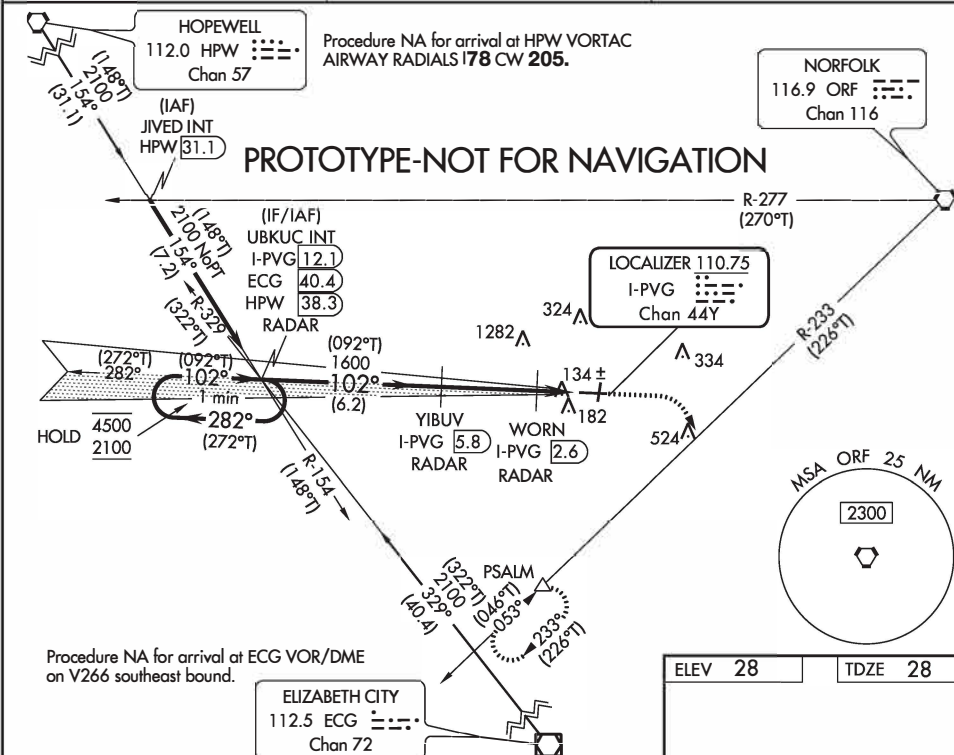 HOPEWELL
112.0 HPW
Chan 57
Procedure NA for arrival at HPW VORTAC
AIRWAY RADIALS 178 CW 205.
NORFOLK
116.9 ORF
Chan 116
(148°T)
2100
154°
(31.1)
(IAF)
JIVED INT
HPW 31.1
PROTOTYPE-NOT FOR NAVIGATION
R-277
(270°T)
(148°T)
2100 NoPT
154°
(7.2)
R-329
(322°T)
(IF/IAF)
UBKUC INT
I-PVG 12.1
ECG 40.4
HPW 38.3
RADAR
LOCALIZER 110.75
I-PVG
Chan 44Y
R-233
(226°T)
324
1282
334
134 ±
182
524
(272°T)
282°
(092°T)
102°
1 min
282°
(272°T)
(092°T)
1600
102°
(6.2)
HOLD
4500
2100
YIBUV
I-PVG 5.8
RADAR
WORN
I-PVG 2.6
RADAR
R-154
(148°T)
MSA ORF 25 NM
2300
(322°T)
2100
329°
(40.4)
PSALM
(046°T)
053°
233°
(226°T)
Procedure NA for arrival at ECG VOR/DME
on V266 southeast bound.
ELIZABETH CITY
112.5 ECG
Chan 72
ELEV 28
TDZE 28